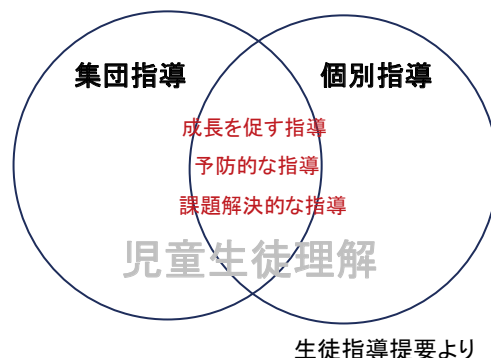 集団指導
個別指導
成長を促す指導
予防的な指導
課題解決的な指導
児童生徒理解
生徒指導提要より